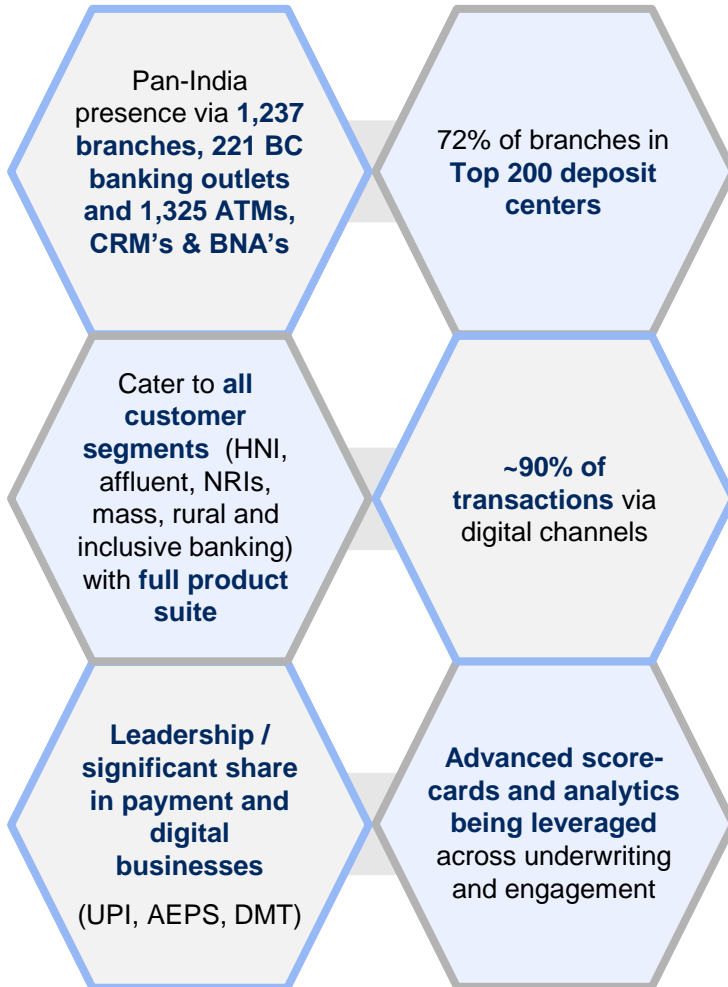 Pan-India
presence via 1,237
branches, 221 BC
banking outlets
and 1,325 ATMs,
CRM's & BNA's
72% of branches in
Top 200 deposit
centers
Cater to all
customer
segments (HNI,
affluent, NRIs,
mass, rural and
inclusive banking)
with full product
suite
~90% of
transactions via
digital channels
Leadership /
significant share
in payment and
digital
businesses
(UPI, AEPS, DMT)
Advanced score-
cards and analytics
being leveraged
across underwriting
and engagement